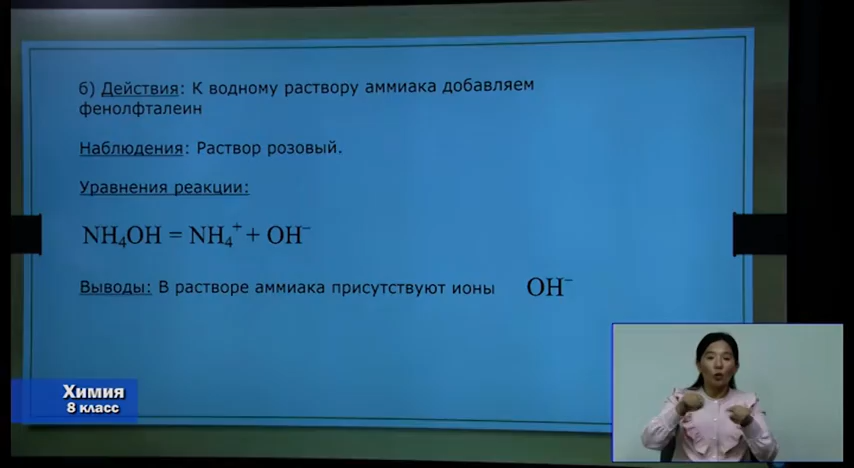 б) Действия: К водному раствору аммиака добавляем
фенолфталеин
Наблюдения: Раствор розовый.
Уравнения реакции:
NH₄OH = NH₄⁺ + OH⁻
Выводы: В растворе аммиака присутствуют ионы OH⁻
Химия
8 класс